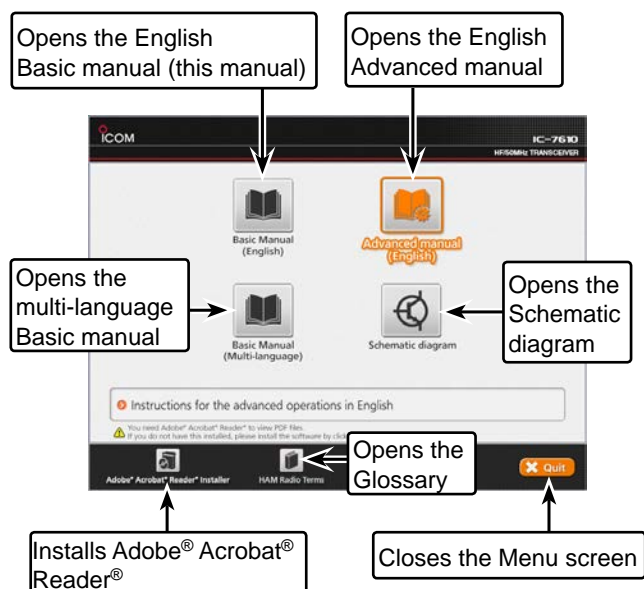 Opens the English
Basic manual (this manual)
Opens the English
Advanced manual
ICOM
IC-7610
HF/50MHz TRANSCEIVER
Basic Manual
(English)
Advanced manual
(English)
Opens the
multi-language
Basic manual
Opens the
Schematic
diagram
Basic Manual
(Multi-language)
Schematic diagram
Instructions for the advanced operations in English
You need Adobe® Acrobat® Reader® to view PDF files.
If you do not have this installed, please install the software by
Opens the
Glossary
Adobe® Acrobat® Reader® Installer
HAM Radio Terms
Quit
Installs Adobe® Acrobat®
Reader®
Closes the Menu screen